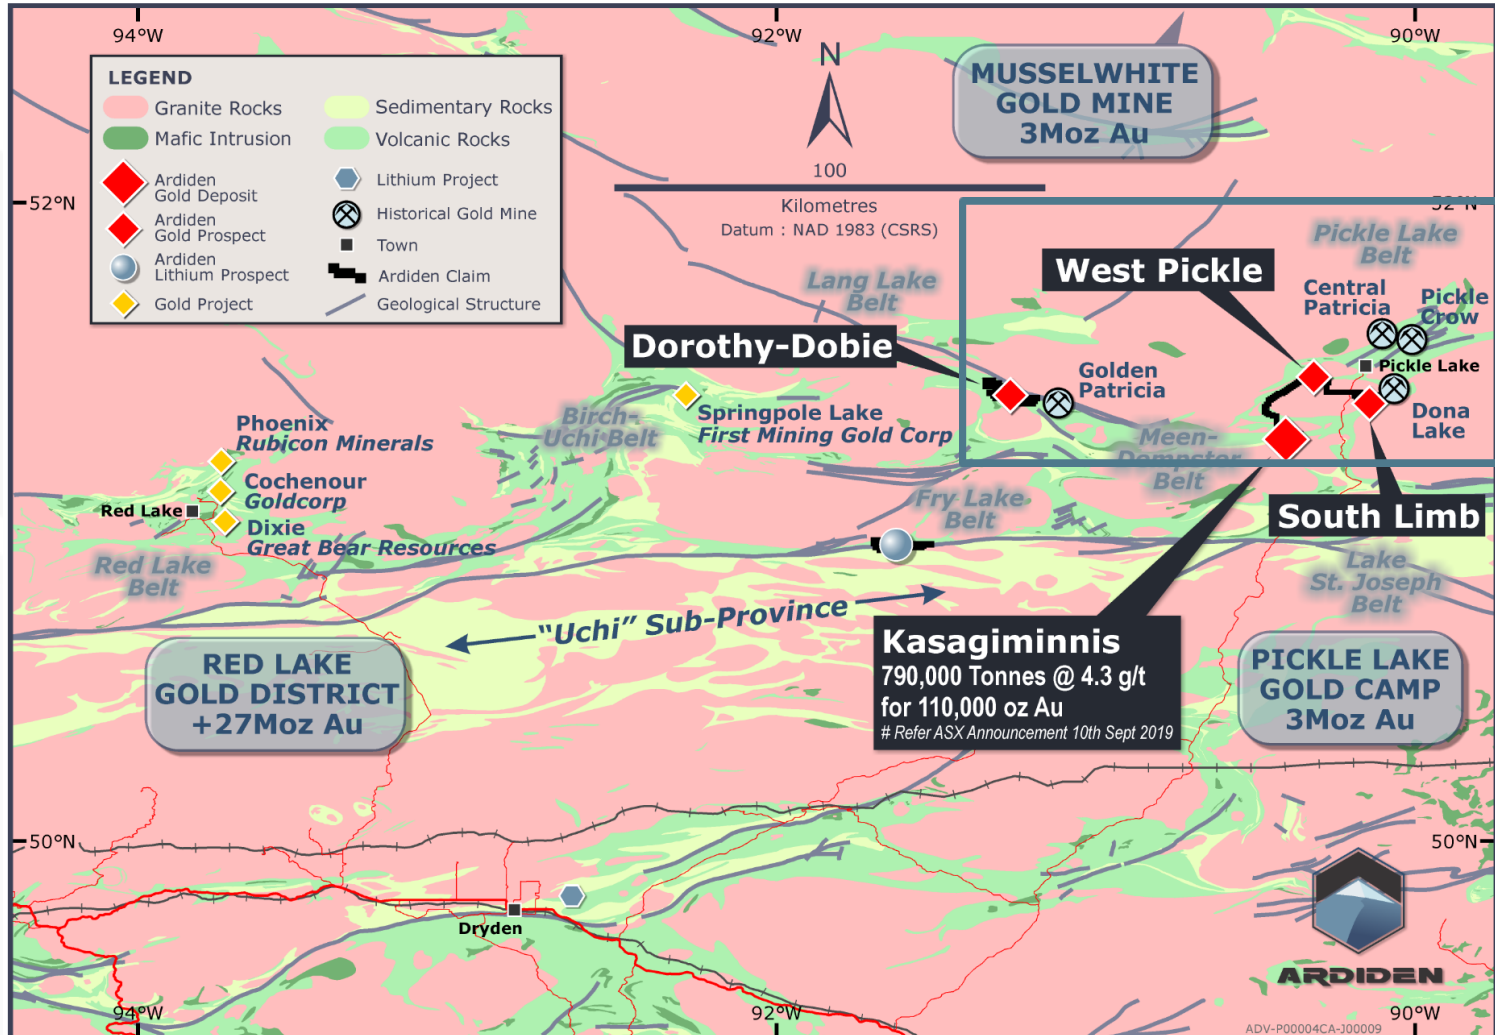 94°W
92°W
90°W
N
LEGEND
Granite Rocks
Mafic Intrusion
Ardiden
Gold Deposit
Ardiden
Gold Prospect
Ardiden
Lithium Prospect
Gold Project
Sedimentary Rocks
Volcanic Rocks
Lithium Project
Historical Gold Mine
Town
Ardiden Claim
Geological Structure
100
Kilometres
Datum : NAD 1983 (CSRS)
MUSSELWHITE
GOLD MINE
3Moz Au
52°N
52°N
Pickle Lake
Belt
Lang Lake
Belt
West Pickle
Central
Patricia
Pickle
Crow
Dorothy-Dobie
Pickle Lake
Golden
Patricia
Dona
Lake
Springpole Lake
First Mining Gold Corp
Birch-
Uchi Belt
Meen-
Dempster
Belt
Phoenix
Rubicon Minerals
Cochenour
Goldcorp
Red Lake
Dixie
Great Bear Resources
Red Lake
Belt
Fry Lake
Belt
South Limb
Lake
St. Joseph
Belt
"Uchi" Sub-Province
Kasagiminnis
790,000 Tonnes @ 4.3 g/t
for 110,000 oz Au
# Refer ASX Announcement 10th Sept 2019
RED LAKE
GOLD DISTRICT
+27Moz Au
PICKLE LAKE
GOLD CAMP
3Moz Au
50°N
50°N
Dryden
ARDIDEN
94°W
92°W
90°W
ADV-P00004CA-J00009